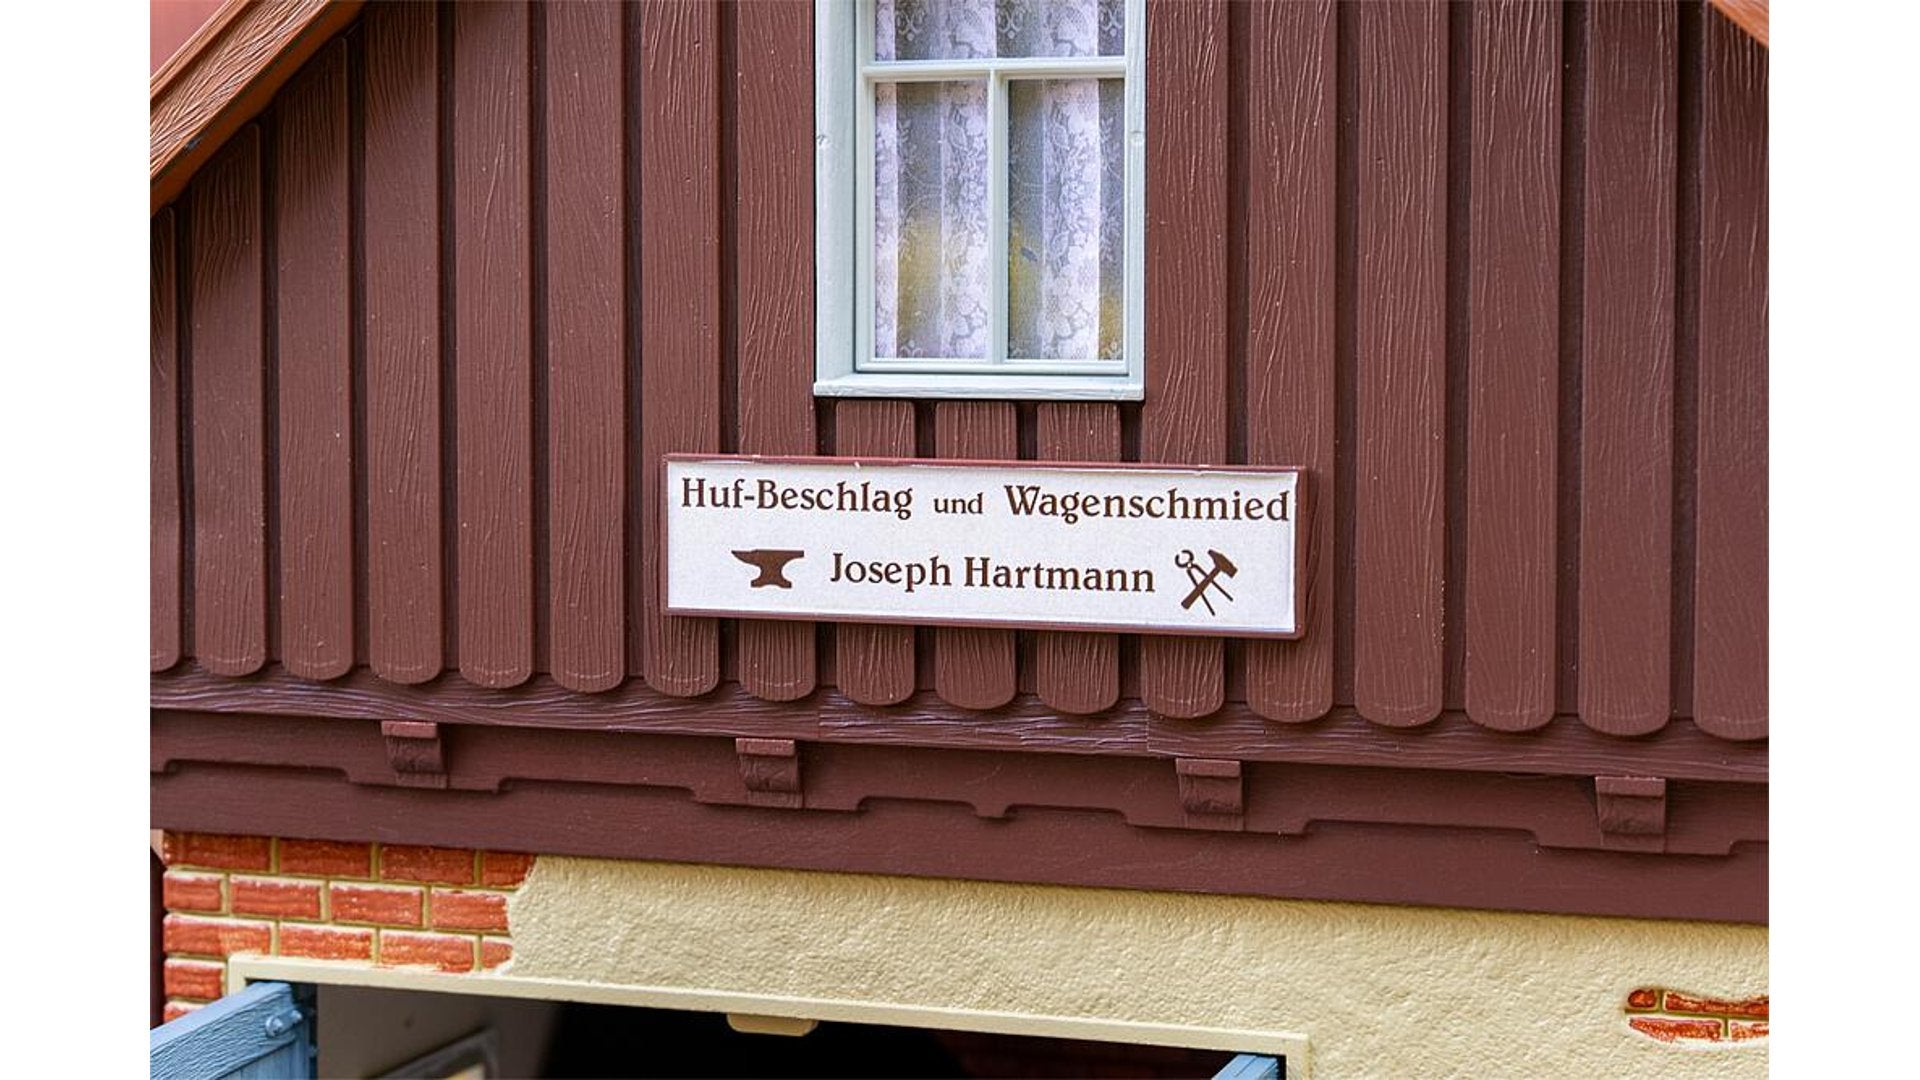 Huf-Beschlag und Wagenschmied
Joseph Hartmann